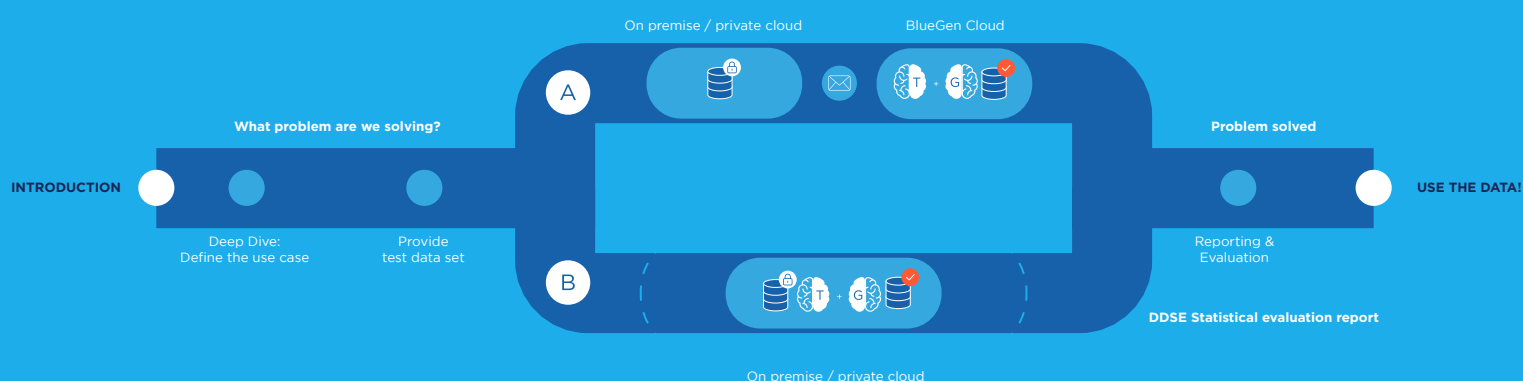 On premise / private cloud
BlueGen Cloud
A
T + G
What problem are we solving?
Problem solved
INTRODUCTION
USE THE DATA!
Deep Dive:
Define the use case
Provide
test data set
Reporting &
Evaluation
B
T + G
DDSE Statistical evaluation report
On premise / private cloud